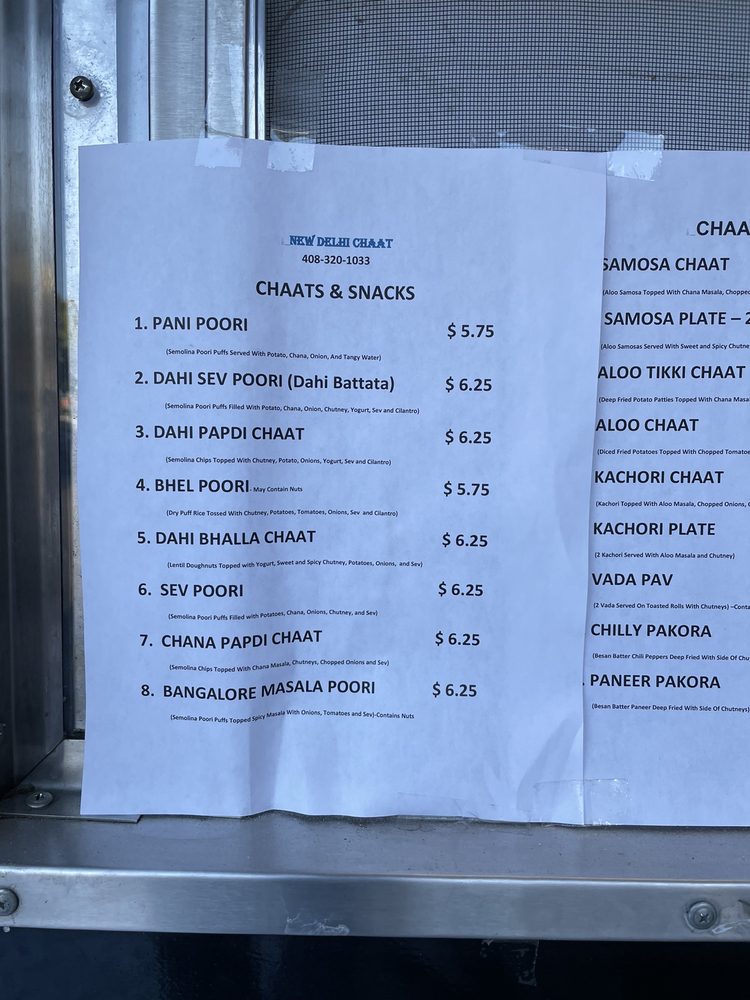 NEW DELHI CHAAT
408-320-1033
CHAATS & SNACKS
1. PANI POORI $ 5.75
(Semolina Poori Puffs Served With Potato, Chana, Onion, And Tangy Water)
2. DAHI SEV POORI (Dahi Battata) $ 6.25
(Semolina Poori Puffs Filled With Potato, Chana, Onion, Chutney, Yogurt, Sev and Cilantro)
3. DAHI PAPDI CHAAT $ 6.25
(Semolina Chips Topped With Chutney, Potato, Onions, Yogurt, Sev and Cilantro)
4. BHEL POORI- May Contain Nuts $ 5.75
(Dry Puff Rice Tossed With Chutney, Potatoes, Tomatoes, Onions, Sev and Cilantro)
5. DAHI BHALLA CHAAT $ 6.25
(Lentil Doughnuts Topped with Yogurt, Sweet and Spicy Chutney, Potatoes, Onions, and Sev)
6. SEV POORI $ 6.25
(Semolina Poori Puffs Filled with Potatoes, Chana, Onions, Chutney, and Sev)
7. CHANA PAPDI CHAAT $ 6.25
(Semolina Chips Topped With Chana Masala, Chutneys, Chopped Onions and Sev)
8. BANGALORE MASALA POORI $ 6.25
(Semolina Poori Puffs Topped Spicy Masala With Onions, Tomatoes and Sev)-Contains Nuts
CHAA
SAMOSA CHAAT
(Aloo Samosa Topped With Chana Masala, Chopped
SAMOSA PLATE – 2
(Aloo Samosas Served With Sweet and Spicy Chutne
ALOO TIKKI CHAAT
(Deep Fried Potato Patties Topped With Chana Masa
ALOO CHAAT
(Diced Fried Potatoes Topped With Chopped Tomatoe
KACHORI CHAAT
(Kachori Topped With Aloo Masala, Chopped Onions,
KACHORI PLATE
(2 Kachori Served With Aloo Masala and Chutney)
VADA PAV
(2 Vada Served On Toasted Rolls With Chutneys) –Conta
CHILLY PAKORA
(Besan Batter Chili Peppers Deep Fried With Side Of Chu
. PANEER PAKORA
(Besan Batter Paneer Deep Fried With Side Of Chutneys)